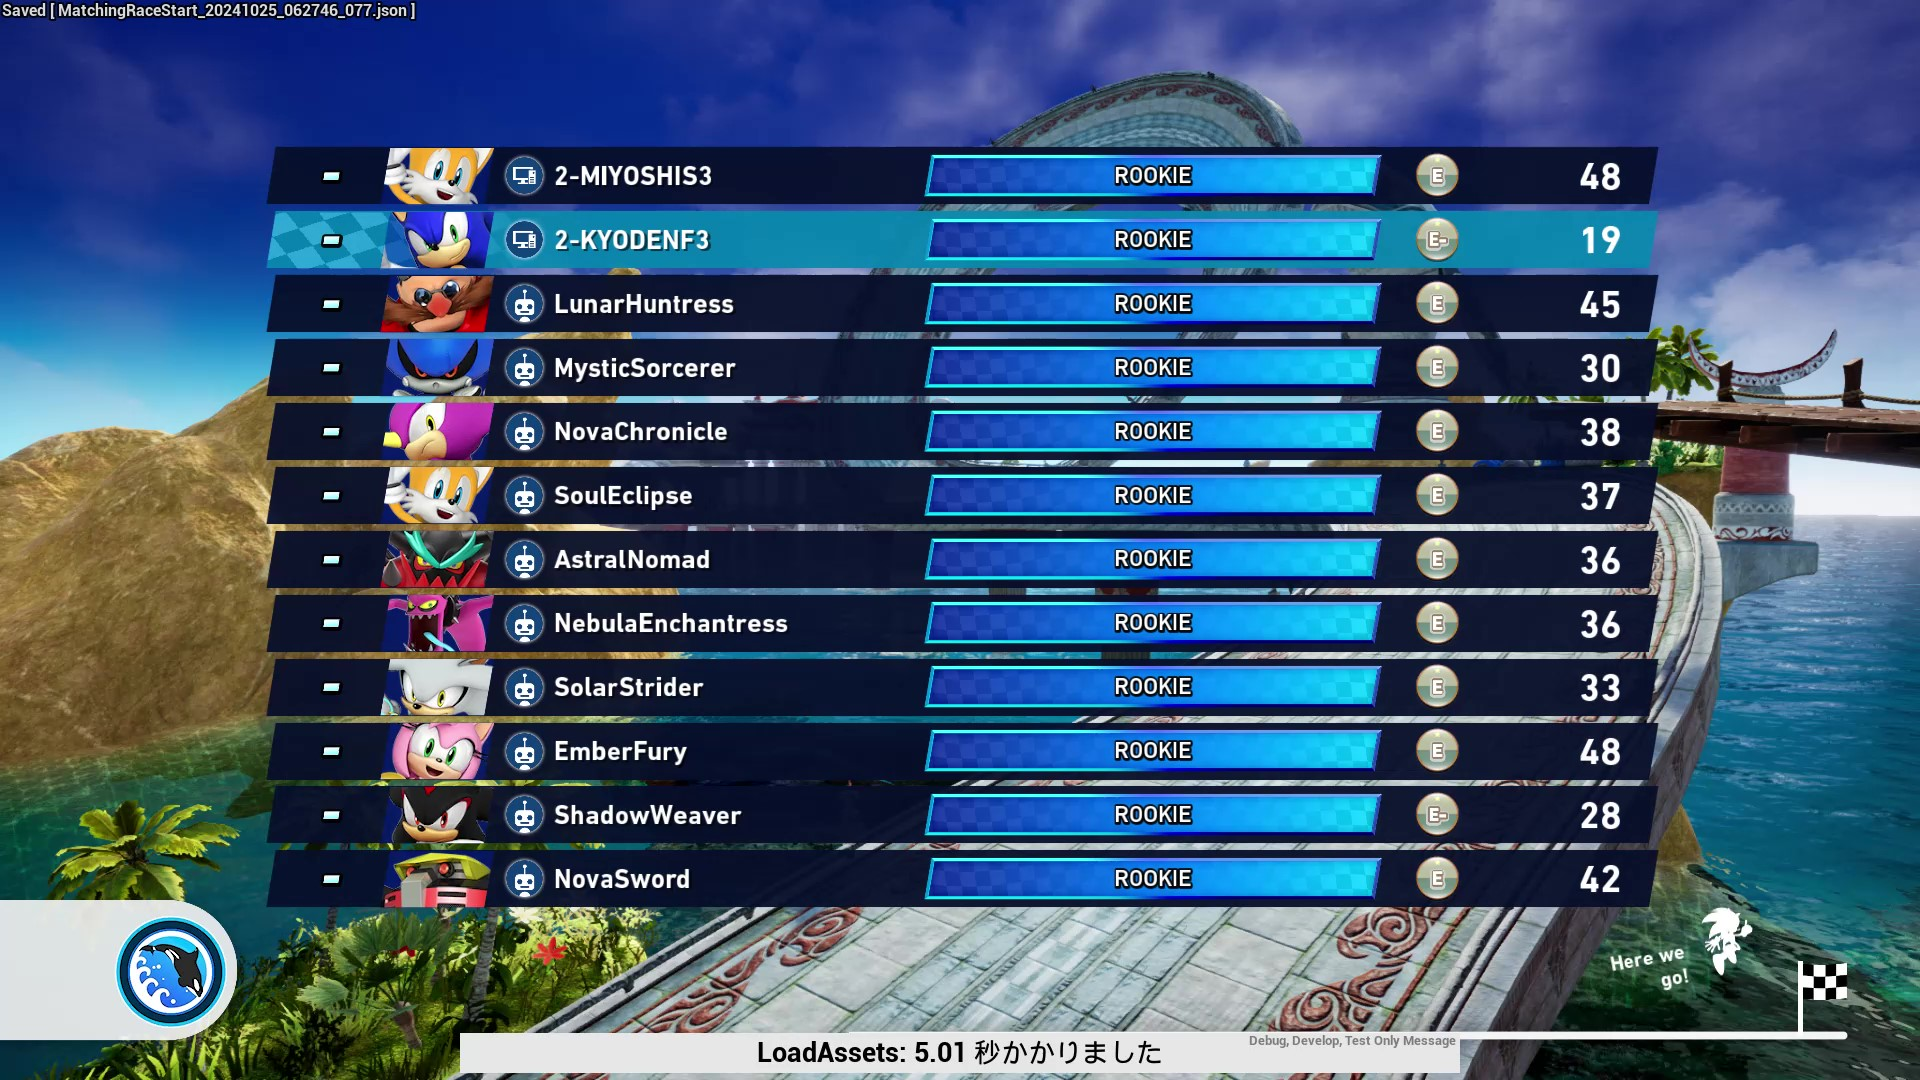 Saved [ MatchingRaceStart_20241025_062746_077.json ]
- 2-MIYOSHIS3 ROOKIE E 48
- 2-KYODENF3 ROOKIE E- 19
- LunarHuntress ROOKIE E 45
- MysticSorcerer ROOKIE E 30
- NovaChronicle ROOKIE E 38
- SoulEclipse ROOKIE E 37
- AstralNomad ROOKIE E 36
- NebulaEnchantress ROOKIE E 36
- SolarStrider ROOKIE E 33
- EmberFury ROOKIE E 48
- ShadowWeaver ROOKIE E- 28
- NovaSword ROOKIE E 42
Here we
go!
Debug, Develop, Test Only Message
LoadAssets: 5.01 秒かかりました